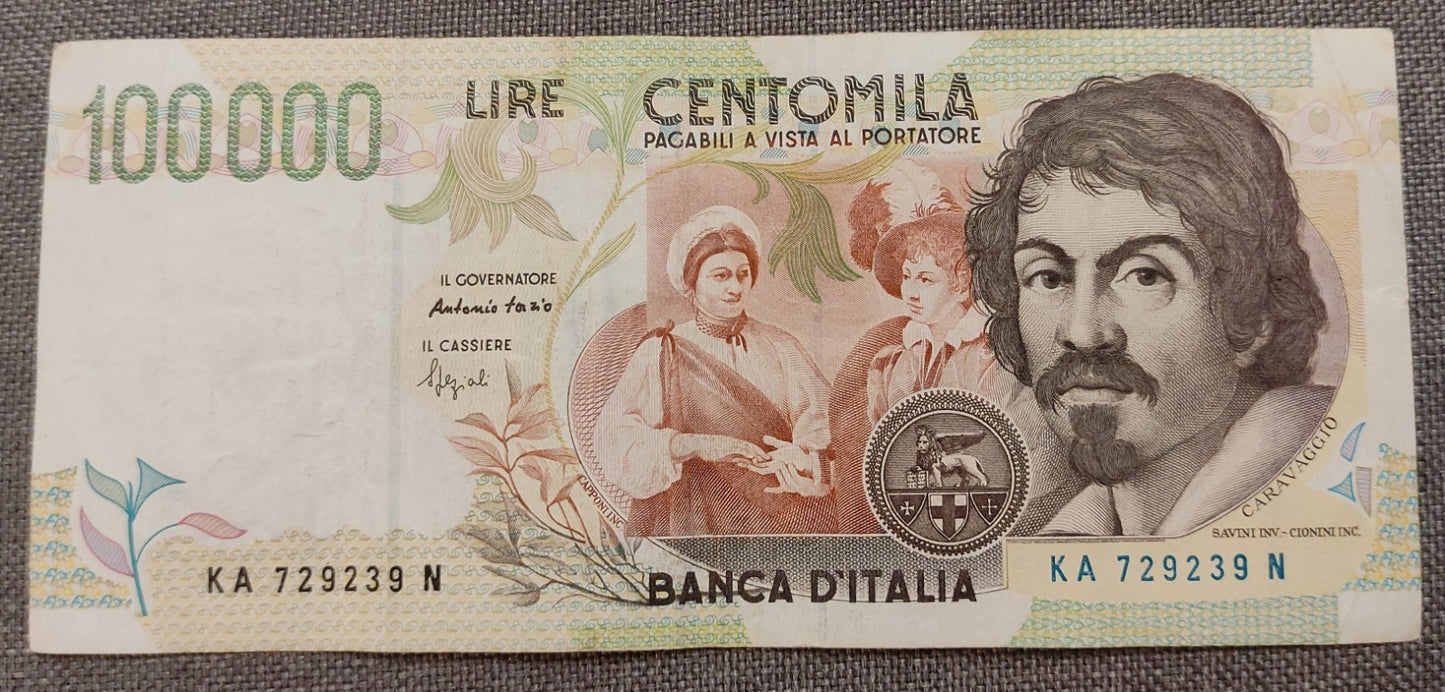 100000
LIRE CENTOMILA
PAGABILI A VISTA AL PORTATORE
IL GOVERNATORE
Antonio Fazio
IL CASSIERE
Speziali
CAPPONI INC.
CARAVAGGIO
SAVINI INV.-CIONINI INC.
KA 729239 N
BANCA D'ITALIA
KA 729239 N